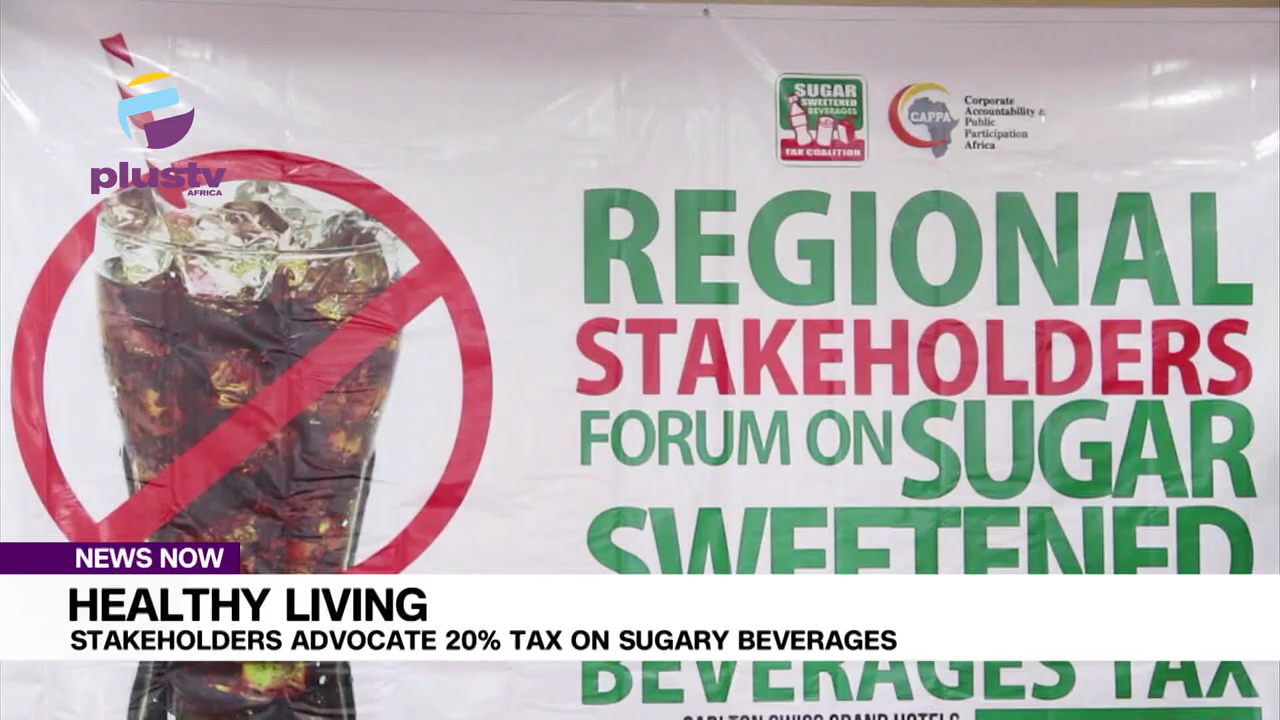 plustv
AFRICA
SUGAR
SWEETENED
BEVERAGES
TAX COALITION
CAPPA
Corporate
Accountability &
Public
Participation
Africa
REGIONAL
STAKEHOLDERS
FORUM ON SUGAR
SWEETENED
BEVERAGES TAX
NEWS NOW
HEALTHY LIVING
STAKEHOLDERS ADVOCATE 20% TAX ON SUGARY BEVERAGES